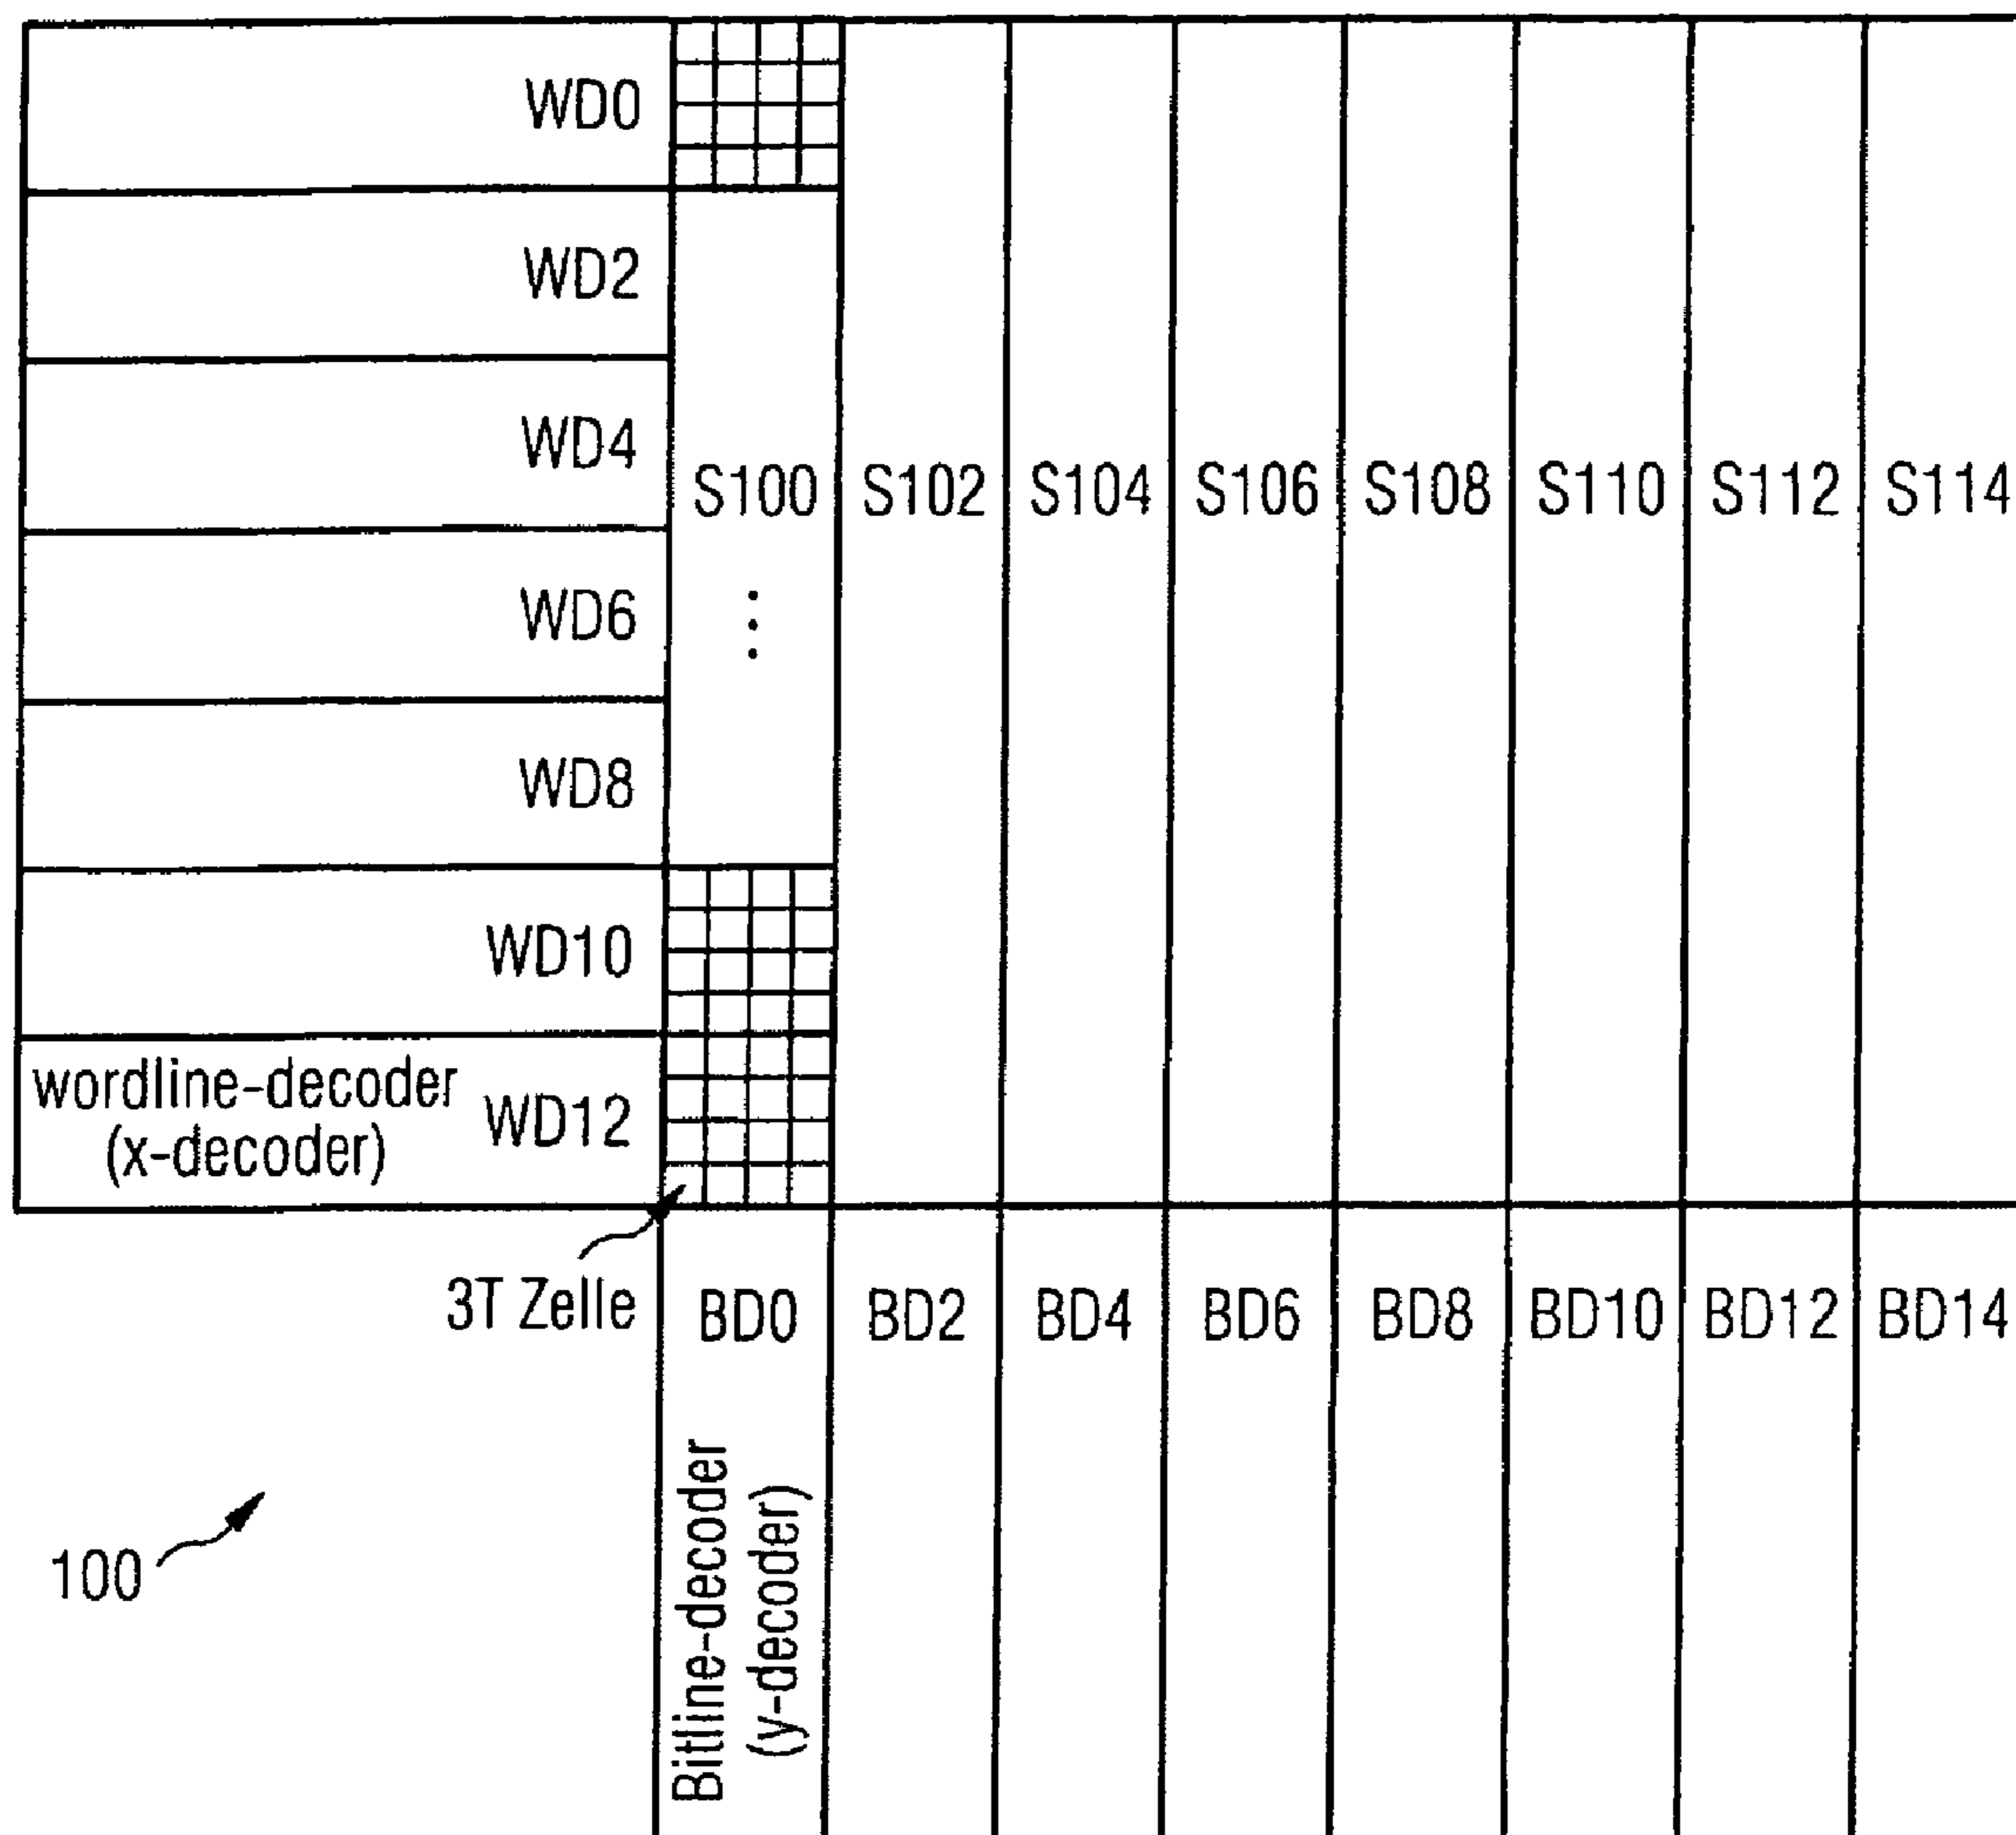 WD0
WD2
WD4
S100 S102 S104 S106 S108 S110 S112 S114
WD6
WD8
WD10
wordline-decoder
(x-decoder)
WD12
3T Zelle
BD0 BD2 BD4 BD6 BD8 BD10 BD12 BD14
Bitline-decoder
(y-decoder)
100